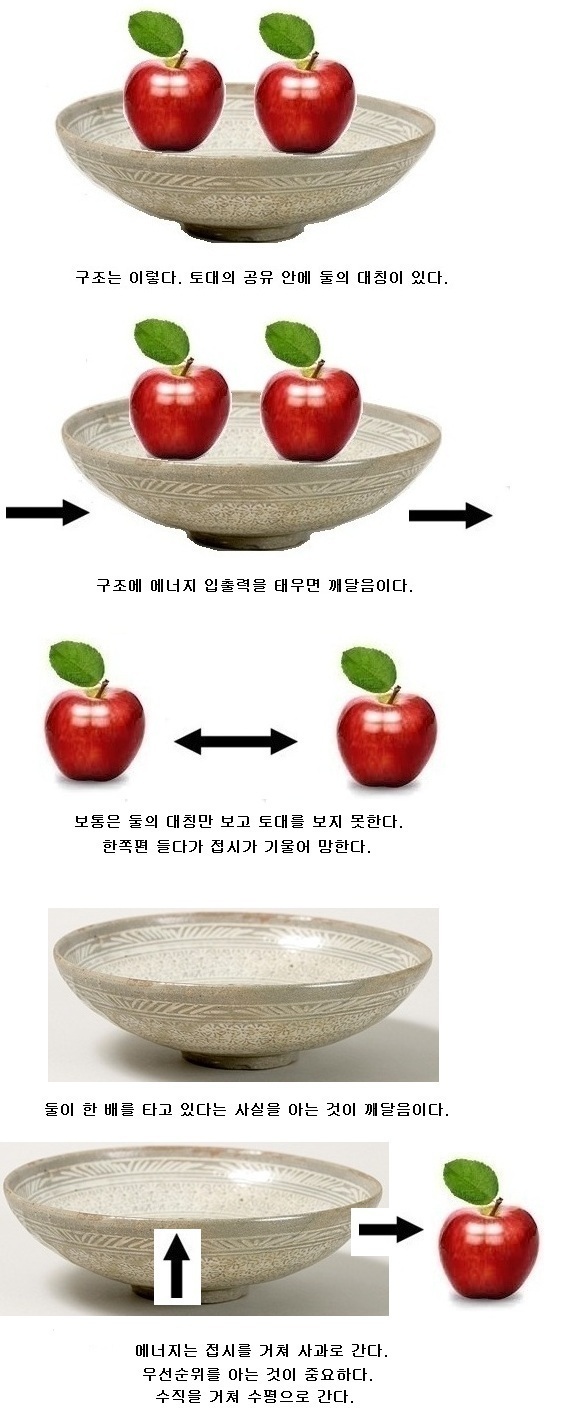 구조는 이렇다. 토대의 공유 안에 둘의 대칭이 있다.
구조에 에너지 입출력을 태우면 깨달음이다.
보통은 둘의 대칭만 보고 토대를 보지 못한다.
한쪽편 들다가 접시가 기울어 망한다.
둘이 한 배를 타고 있다는 사실을 아는 것이 깨달음이다.
에너지는 접시를 거쳐 사과로 간다.
우선순위를 아는 것이 중요하다.
수직을 거쳐 수평으로 간다.